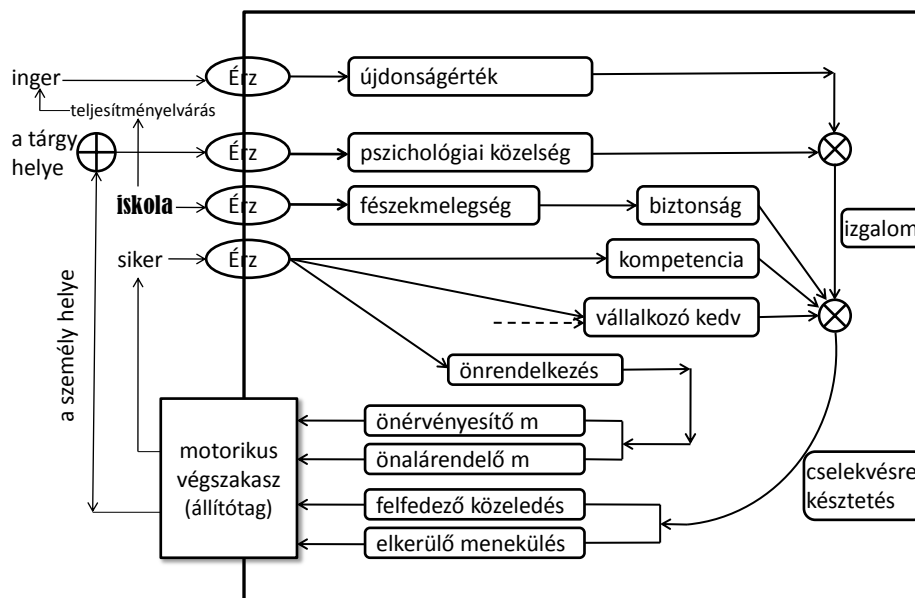 inger
Érz
újdonságérték
teljesítményelvárás
a tárgy
helye
Érz
pszichológiai közelség
iskola
Érz
fészekmelegség
biztonság
izgalom
siker
Érz
kompetencia
vállalkozó kedv
a személy helye
önrendelkezés
motorikus
végszakasz
(állítótag)
önérvényesítő m
önalárendelő m
felfedező közeledés
elkerülő menekülés
cselekvésre
késztetés